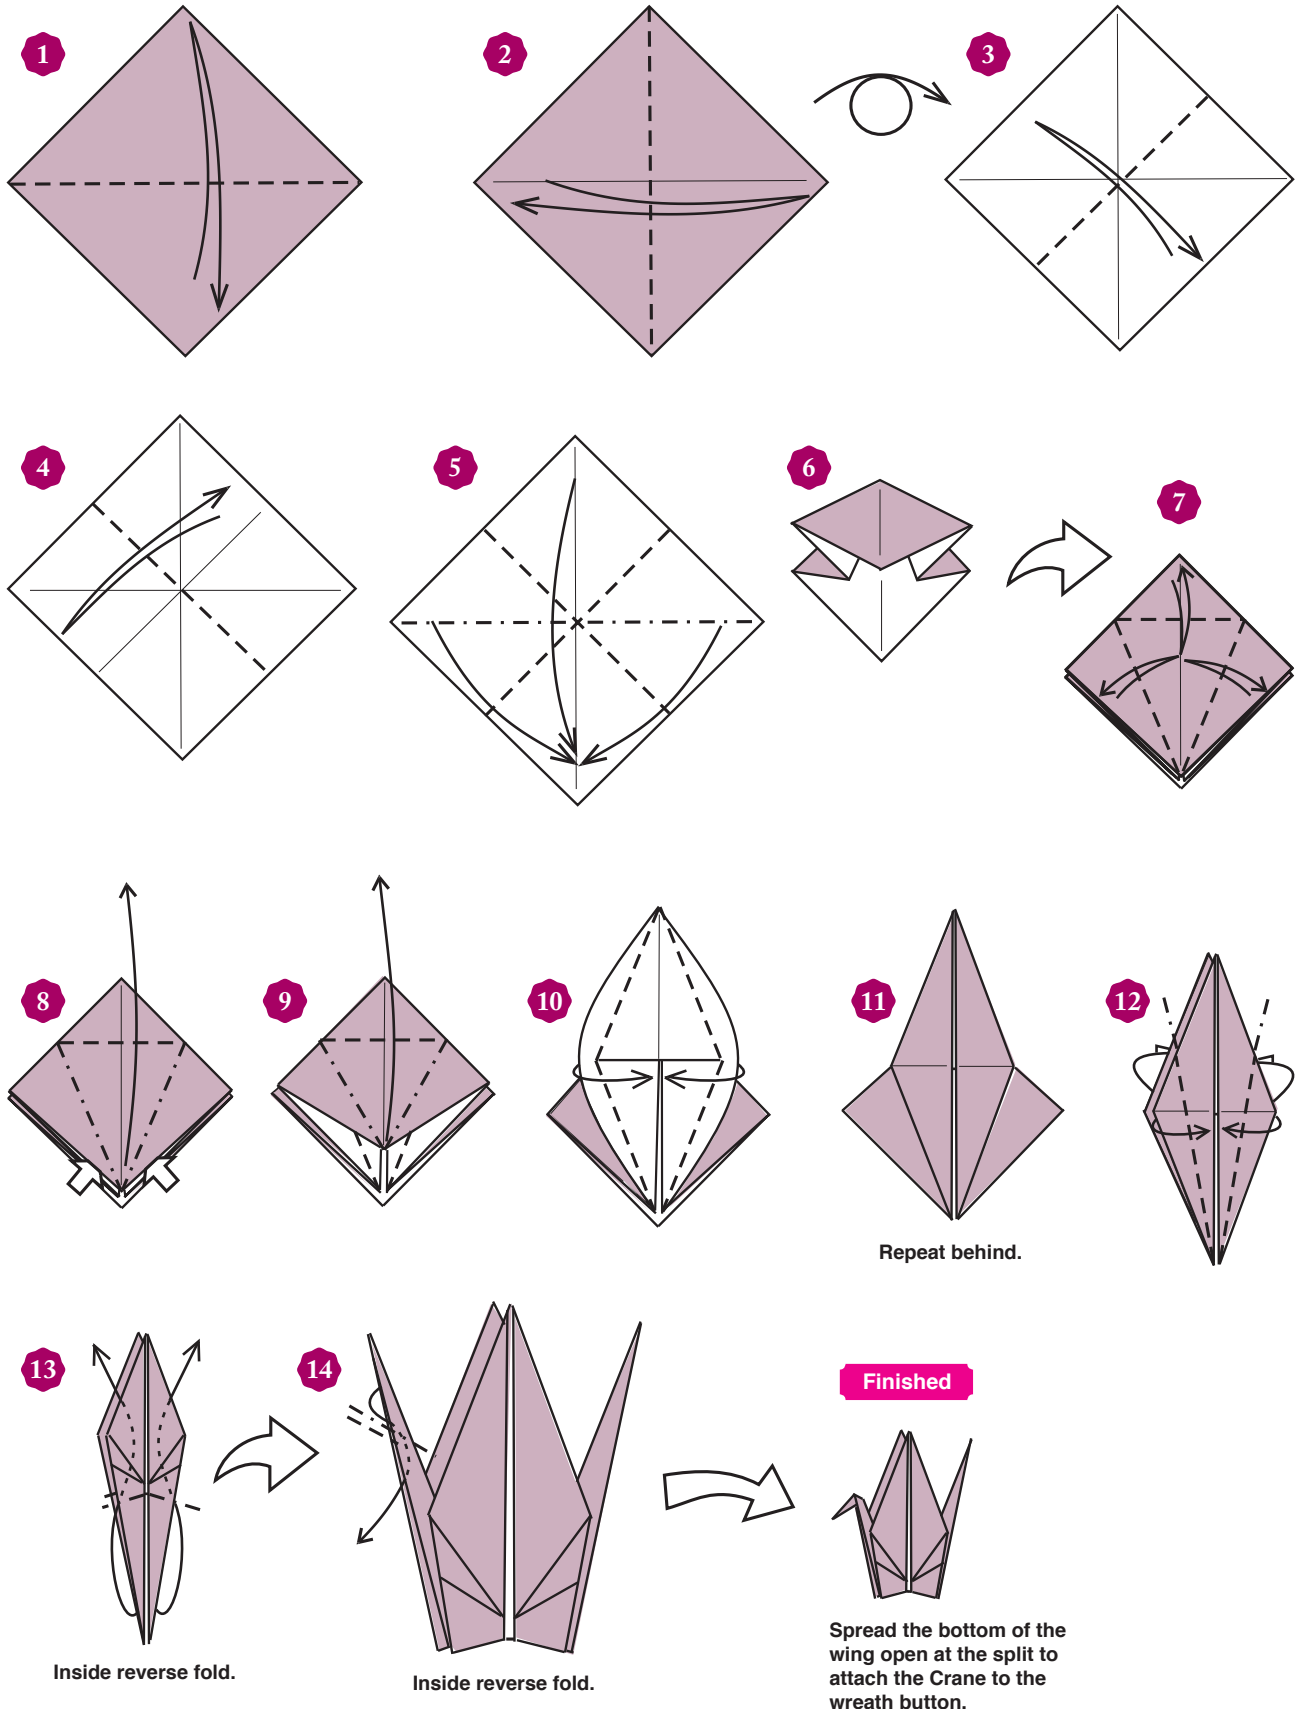 1
2
3
4
5
6
7
8
9
10
11
Repeat behind.
12
13
Inside reverse fold.
14
Inside reverse fold.
Finished
Spread the bottom of the
wing open at the split to
attach the Crane to the
wreath button.